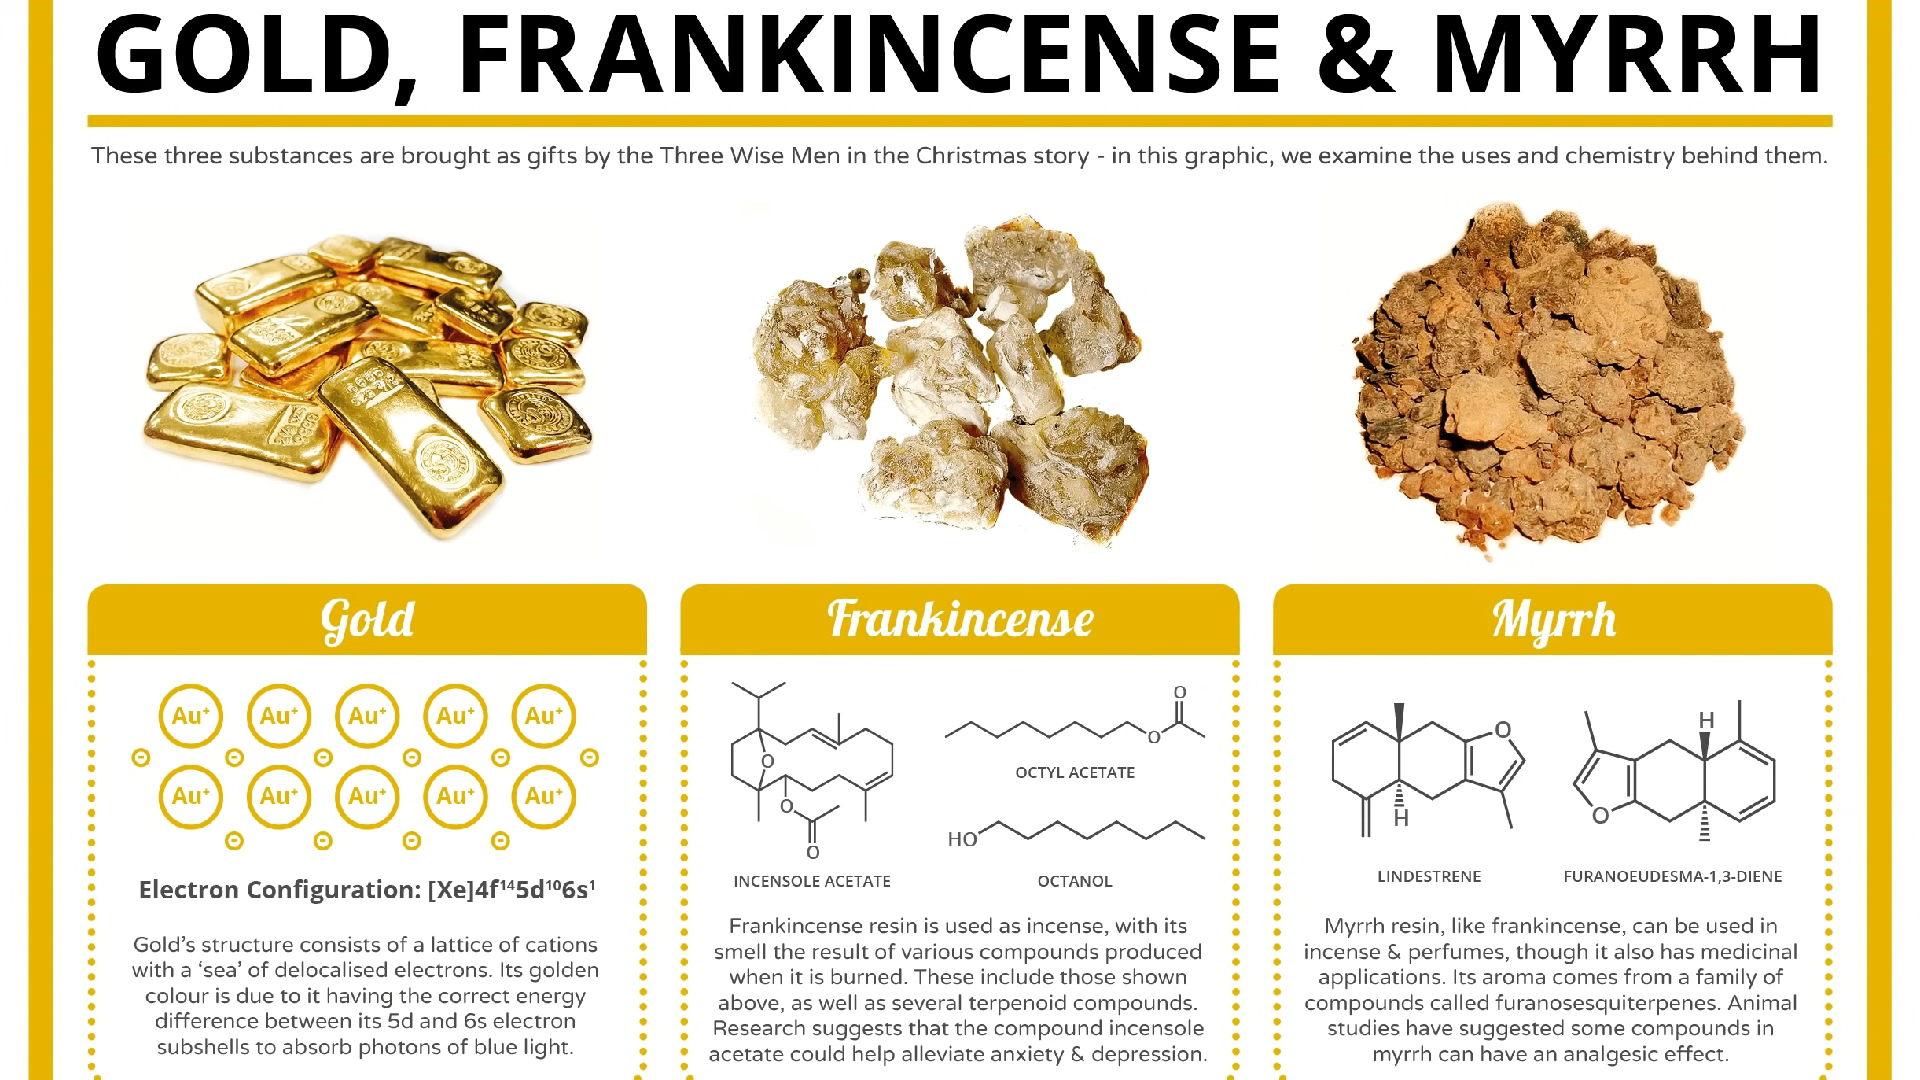 GOLD, FRANKINCENSE & MYRRH
These three substances are brought as gifts by the Three Wise Men in the Christmas story - in this graphic, we examine the uses and chemistry behind them.
Gold
Au⁺ Au⁺ Au⁺ Au⁺ Au⁺
Au⁺ Au⁺ Au⁺ Au⁺ Au⁺
Electron Configuration: [Xe]4f¹⁴5d¹⁰6s¹
Gold’s structure consists of a lattice of cations
with a ‘sea’ of delocalised electrons. Its golden
colour is due to it having the correct energy
difference between its 5d and 6s electron
subshells to absorb photons of blue light.
Frankincense
O
O
O
INCENSOLE ACETATE
O
O
OCTYL ACETATE
HO
OCTANOL
Frankincense resin is used as incense, with its
smell the result of various compounds produced
when it is burned. These include those shown
above, as well as several terpenoid compounds.
Research suggests that the compound incensole
acetate could help alleviate anxiety & depression.
Myrrh
O
H
LINDESTRENE
H
O
FURANOEUDESMA-1,3-DIENE
Myrrh resin, like frankincense, can be used in
incense & perfumes, though it also has medicinal
applications. Its aroma comes from a family of
compounds called furanosesquiterpenes. Animal
studies have suggested some compounds in
myrrh can have an analgesic effect.